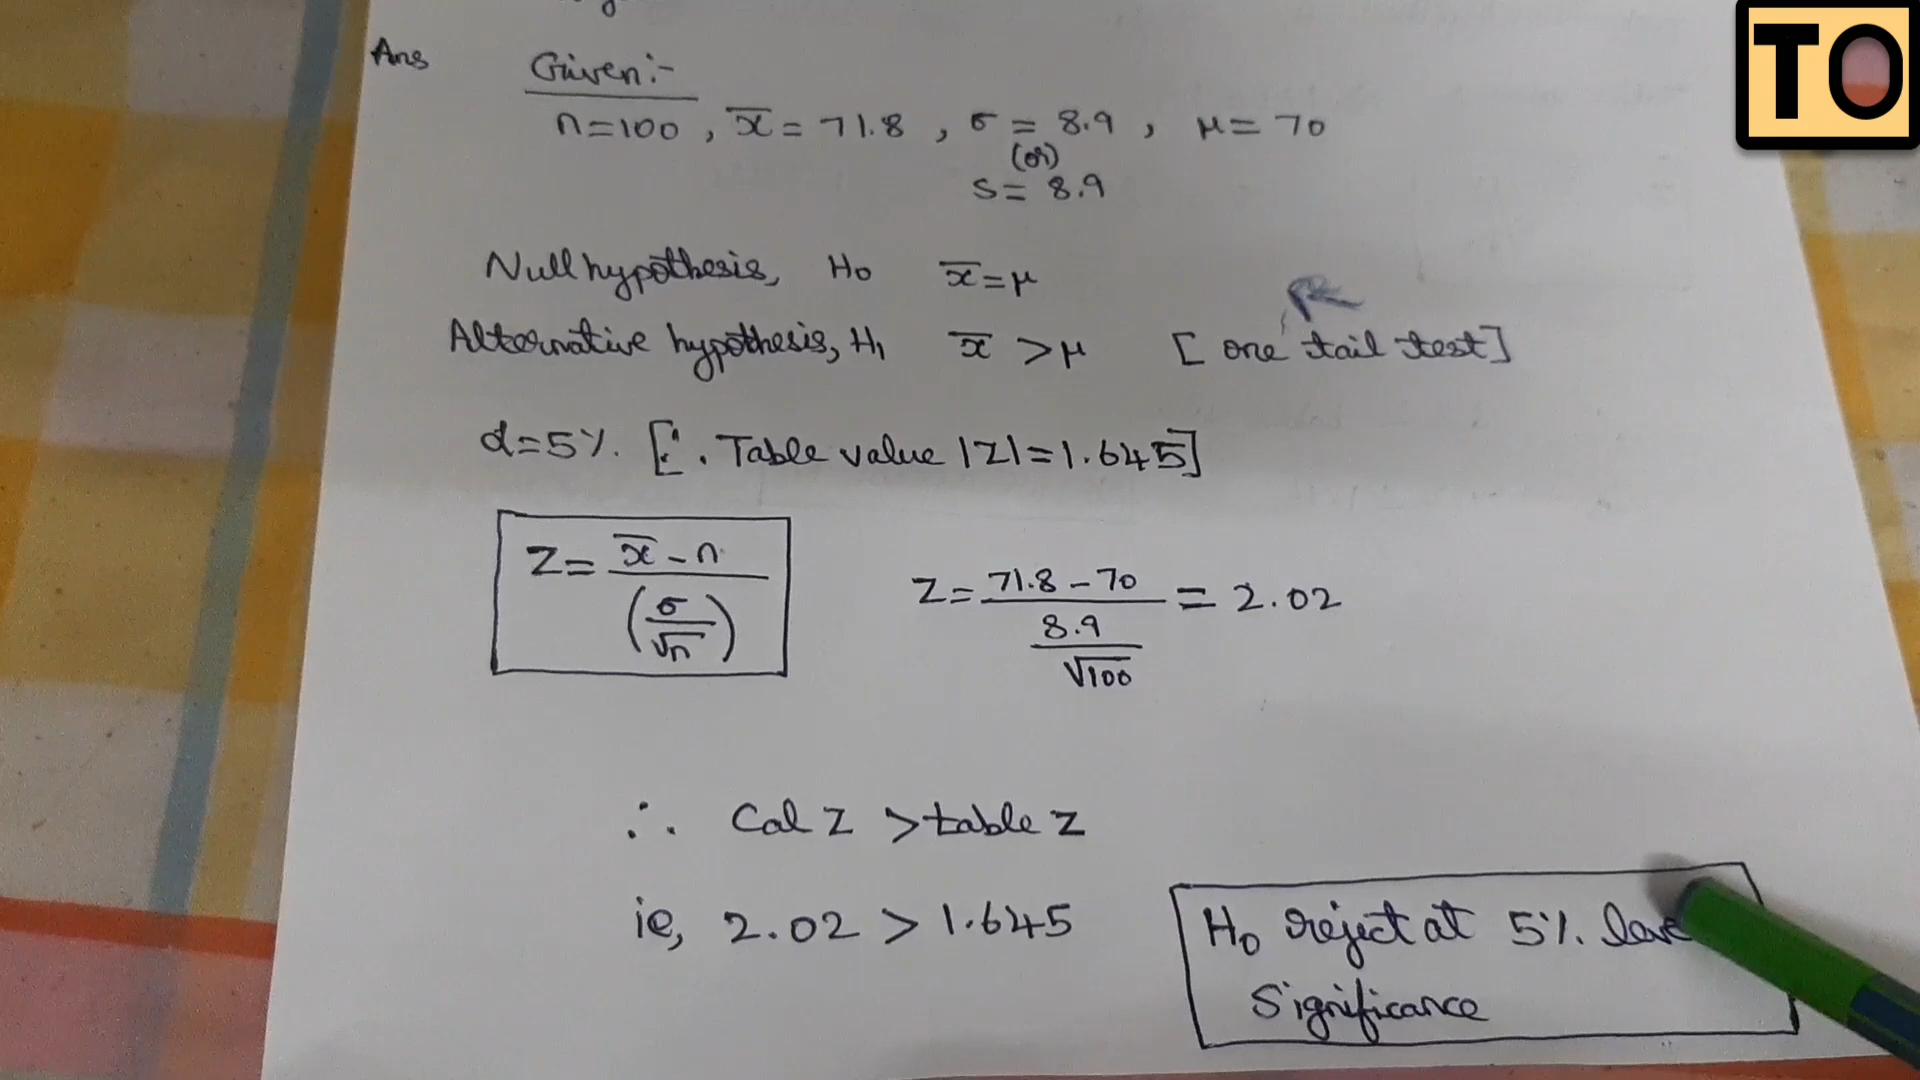 TO
Ans Given:-
n=100, x̄ = 71.8, σ = 8.9, μ = 70
(or)
s = 8.9
Null hypothesis, H₀ x̄ = μ
Alternative hypothesis, H₁ x̄ > μ [one tail test]
α=5%. [∴. Table value |Z|=1.645]
Z = x̄ - n / (σ/√n) Z = 71.8 - 70 / (8.9/√100) = 2.02
∴ Cal Z > table Z
ie, 2.02 > 1.645
H₀ reject at 5%.
Significance